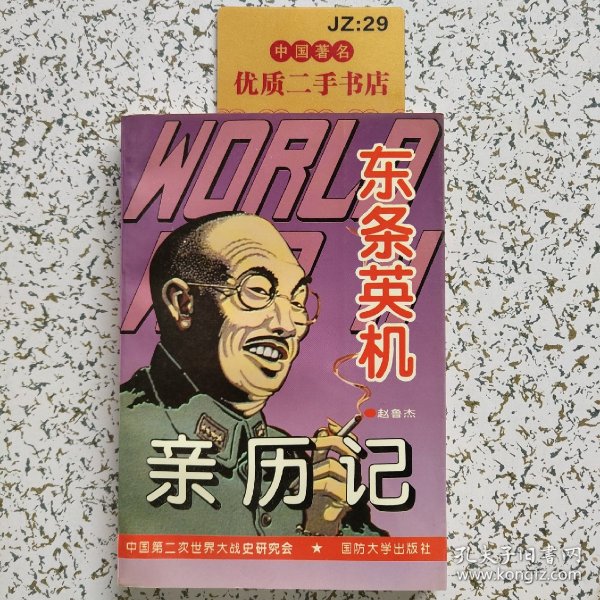 JZ:29
中国著名
优质二手书店
WORLD
东条英机
●赵鲁杰
亲历记
中国第二次世界大战史研究会 ★ 国防大学出版社
孔夫子旧书网
kongfz.com